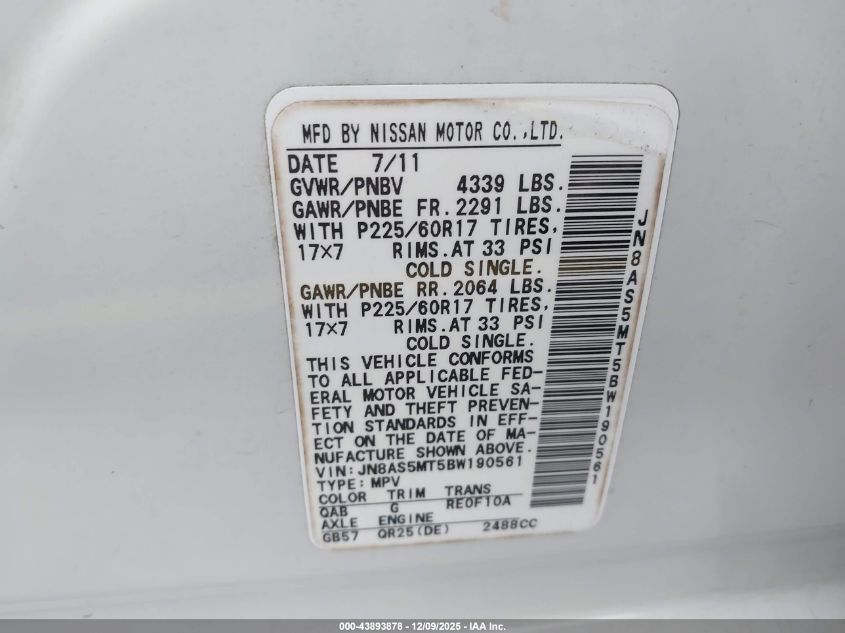 MFD BY NISSAN MOTOR CO.,LTD.
DATE 7/11
GVWR/PNBV 4339 LBS.
GAWR/PNBE FR. 2291 LBS.
WITH P225/60R17 TIRES,
17×7 RIMS. AT 33 PSI
COLD SINGLE.
GAWR/PNBE RR. 2064 LBS.
WITH P225/60R17 TIRES,
17×7 RIMS. AT 33 PSI
COLD SINGLE.
THIS VEHICLE CONFORMS
TO ALL APPLICABLE FED-
ERAL MOTOR VEHICLE SA-
FETY AND THEFT PREVEN-
TION STANDARDS IN EFF-
ECT ON THE DATE OF MA-
NUFACTURE SHOWN ABOVE.
VIN: JN8AS5MT5BW190561
TYPE: MPV
COLOR TRIM TRANS
QAB G RE0F10A
AXLE ENGINE
GB57 QR25(DE) 2488CC
JN8AS5MT5BW190561
000-43893878 - 12/09/2025 - IAA Inc.